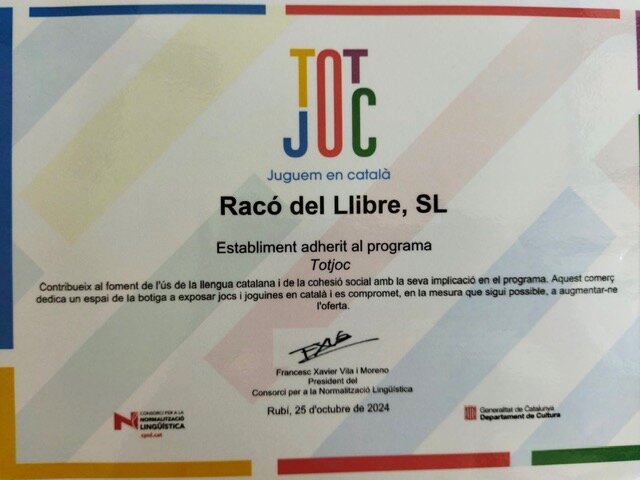 TOT
JOC
Juguem en català
Racó del Llibre, SL
Establiment adherit al programa
Totjoc
Contribueix al foment de l'ús de la llengua catalana i de la cohesió social amb la seva implicació en el programa. Aquest comerç
dedica un espai de la botiga a exposar jocs i joguines en català i es compromet, en la mesura que sigui possible, a augmentar-ne
l'oferta.
Francesc Xavier Vila i Moreno
President del
Consorci per a la Normalització Lingüística
Rubí, 25 d'octubre de 2024
CONSORCI PER A LA
NORMALITZACIÓ
LINGÜÍSTICA
cpnl.cat
Generalitat de Catalunya
Departament de Cultura